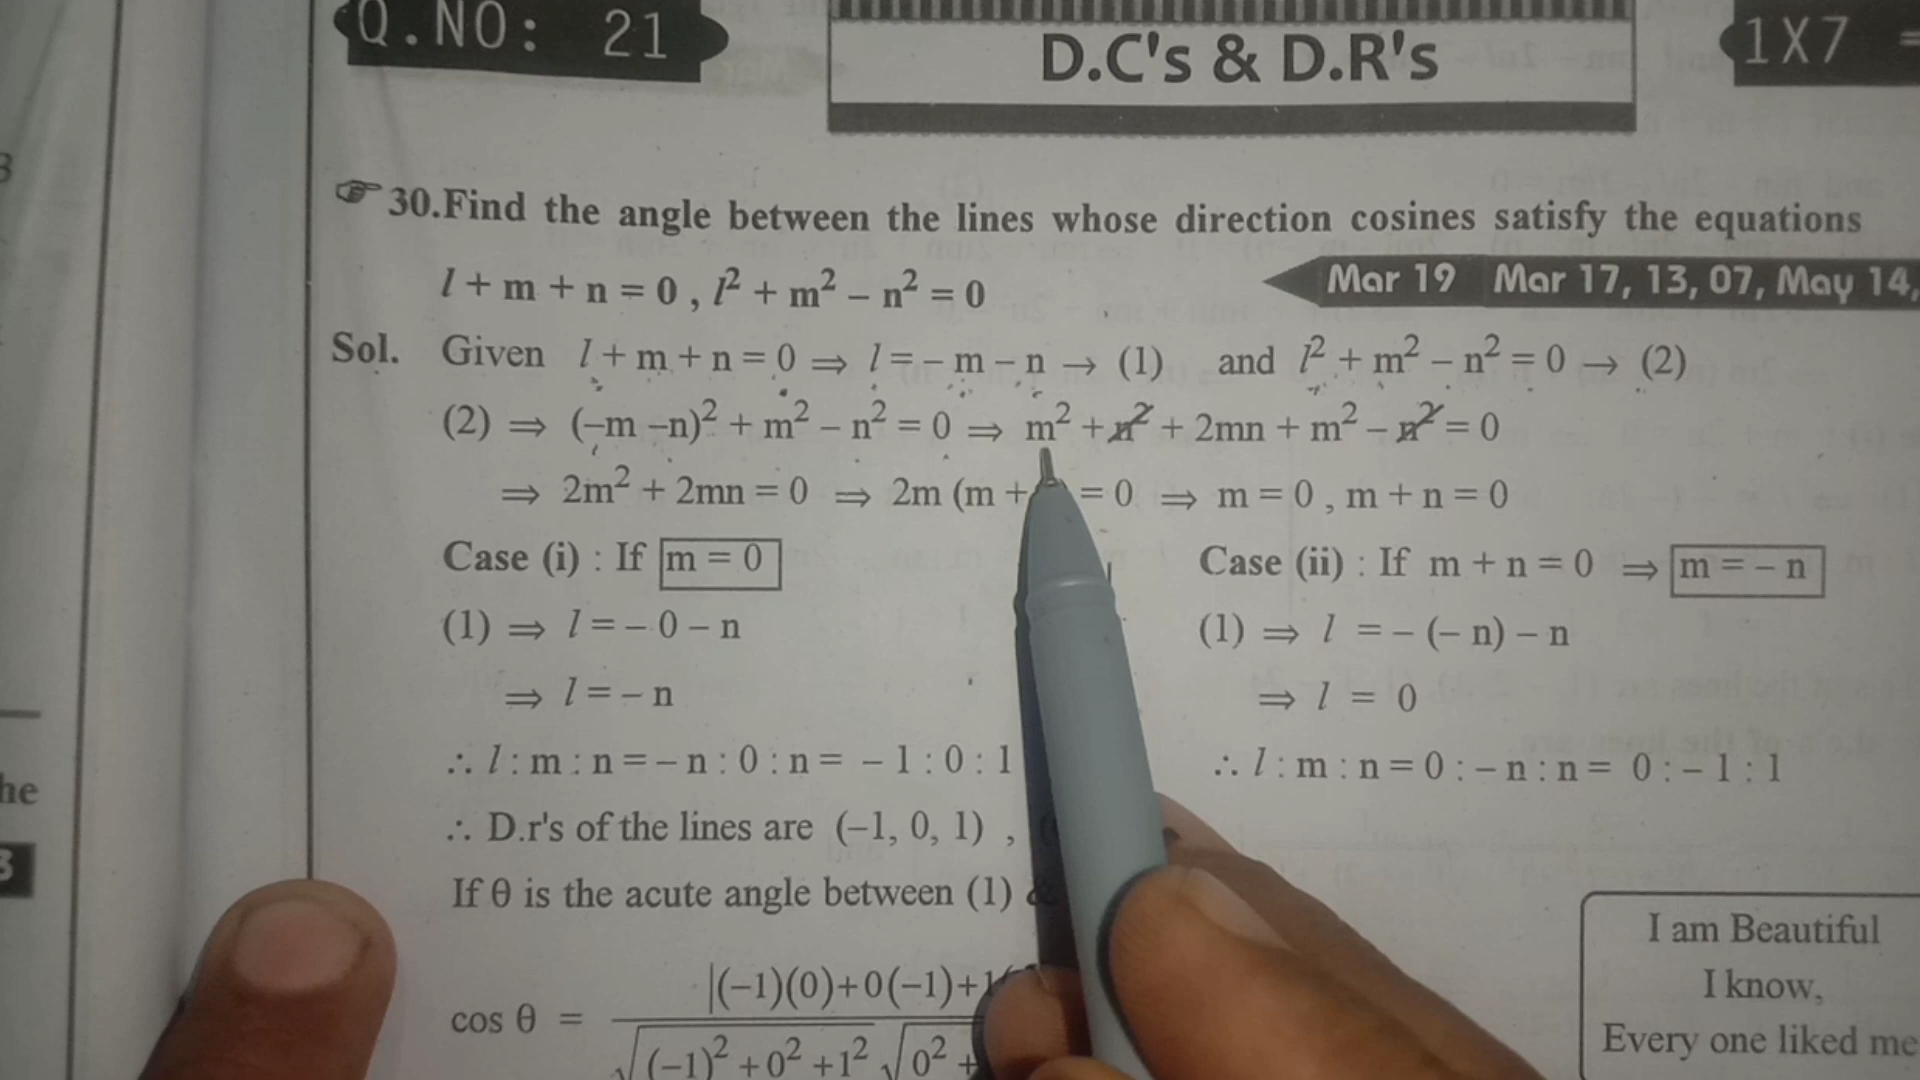 Q.NO: 21
D.C's & D.R's
1X7 =
30.Find the angle between the lines whose direction cosines satisfy the equations
l + m + n = 0 , l² + m² – n² = 0
Mar 19 Mar 17, 13, 07, May 14,
Sol. Given l + m + n = 0 ⇒ l = – m – n → (1) and l² + m² – n² = 0 → (2)
(2) ⇒ (–m –n)² + m² – n² = 0 ⇒ m² + n² + 2mn + m² – n² = 0
⇒ 2m² + 2mn = 0 ⇒ 2m (m + = 0 ⇒ m = 0 , m + n = 0
Case (i) : If m = 0
Case (ii) : If m + n = 0 ⇒ m = – n
(1) ⇒ l = – 0 – n
(1) ⇒ l = – (– n) – n
⇒ l = – n
⇒ l = 0
∴ l : m : n = – n : 0 : n = – 1 : 0 : 1
∴ l : m : n = 0 : – n : n = 0 : – 1 : 1
∴ D.r's of the lines are (–1, 0, 1) ,
If θ is the acute angle between (1)
cos θ = |(–1)(0)+0(–1)+1
√(–1)² + 0² + 1² √0² +
I am Beautiful
I know,
Every one liked me
he
3